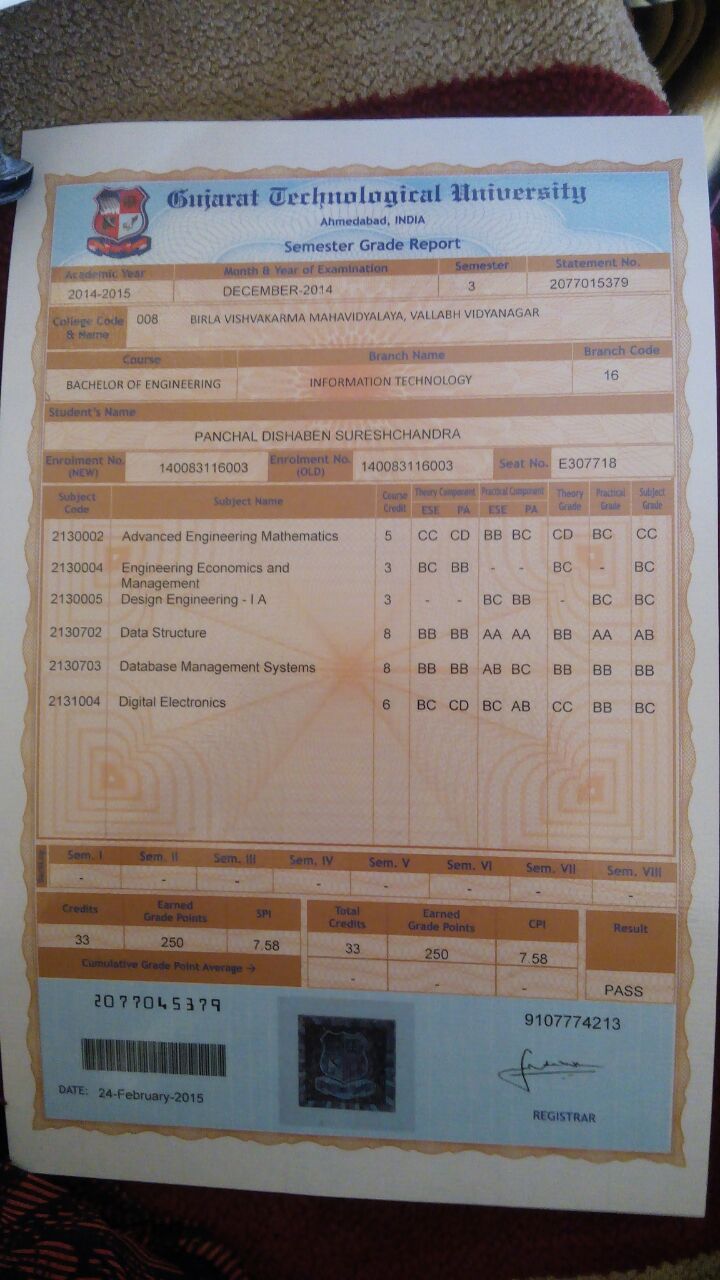 Gujarat Technological University
Ahmedabad, INDIA
Semester Grade Report
Academic Year Month & Year of Examination Semester Statement No.
2014-2015 DECEMBER-2014 3 2077015379
College Code & Name 008 BIRLA VISHVAKARMA MAHAVIDYALAYA, VALLABH VIDYANAGAR
Course Branch Name Branch Code
BACHELOR OF ENGINEERING INFORMATION TECHNOLOGY 16
Student's Name
PANCHAL DISHABEN SURESHCHANDRA
Enrolment No. (NEW) 140083116003 Enrolment No. (OLD) 140083116003 Seat No. E307718
Subject Code Subject Name Course Credit Theory Component Practical Component Theory Grade Practical Grade Subject Grade
ESE PA ESE PA
2130002 Advanced Engineering Mathematics 5 CC CD BB BC CD BC CC
2130004 Engineering Economics and 3 BC BB - - BC - BC
Management
2130005 Design Engineering - I A 3 - - BC BB - BC BC
2130702 Data Structure 8 BB BB AA AA BB AA AB
2130703 Database Management Systems 8 BB BB AB BC BB BB BB
2131004 Digital Electronics 6 BC CD BC AB CC BB BC
Sem. I Sem. II Sem. III Sem. IV Sem. V Sem. VI Sem. VII Sem. VIII
- - - - - - - -
Credits Earned Grade Points SPI Total Credits Earned Grade Points CPI Result
33 250 7.58 33 250 7.58
Cumulative Grade Point Average → - - - PASS
2077045379 9107774213
DATE: 24-February-2015
REGISTRAR